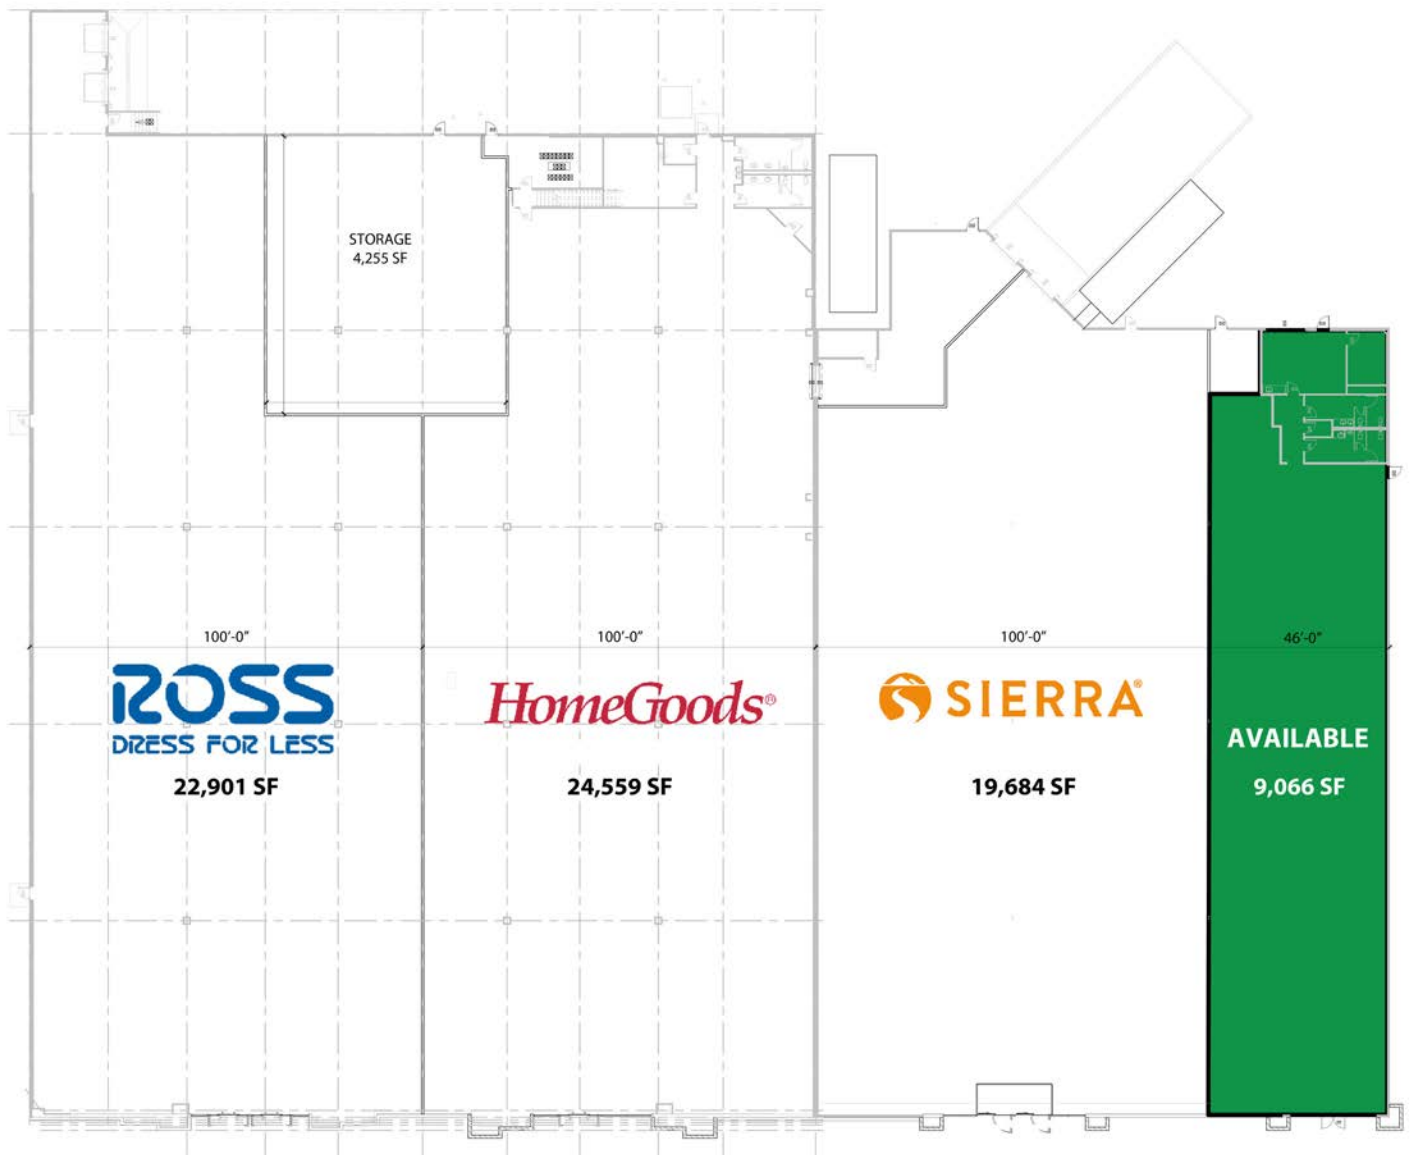 STORAGE
4,255 SF
100'-0"
100'-0"
100'-0"
46'-0"
ROSS
DRESS FOR LESS
22,901 SF
HomeGoods®
24,559 SF
SIERRA®
19,684 SF
AVAILABLE
9,066 SF